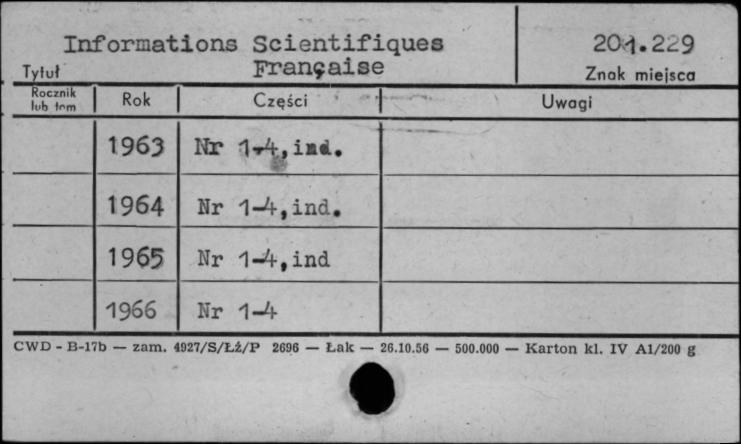 Informations Scientifiques 201.229
Tytuł Française Znak miejsca
Rocznik lub tom Rok Części Uwagi
1963 Nr 1-4, ind.
1964 Nr 1-4, ind.
1965 Nr 1-4, ind
1966 Nr 1-4
CWD - B-17b — zam. 4927/S/Łź/P 2696 — Łak — 26.10.56 — 500.000 — Karton kl. IV A1/200 g